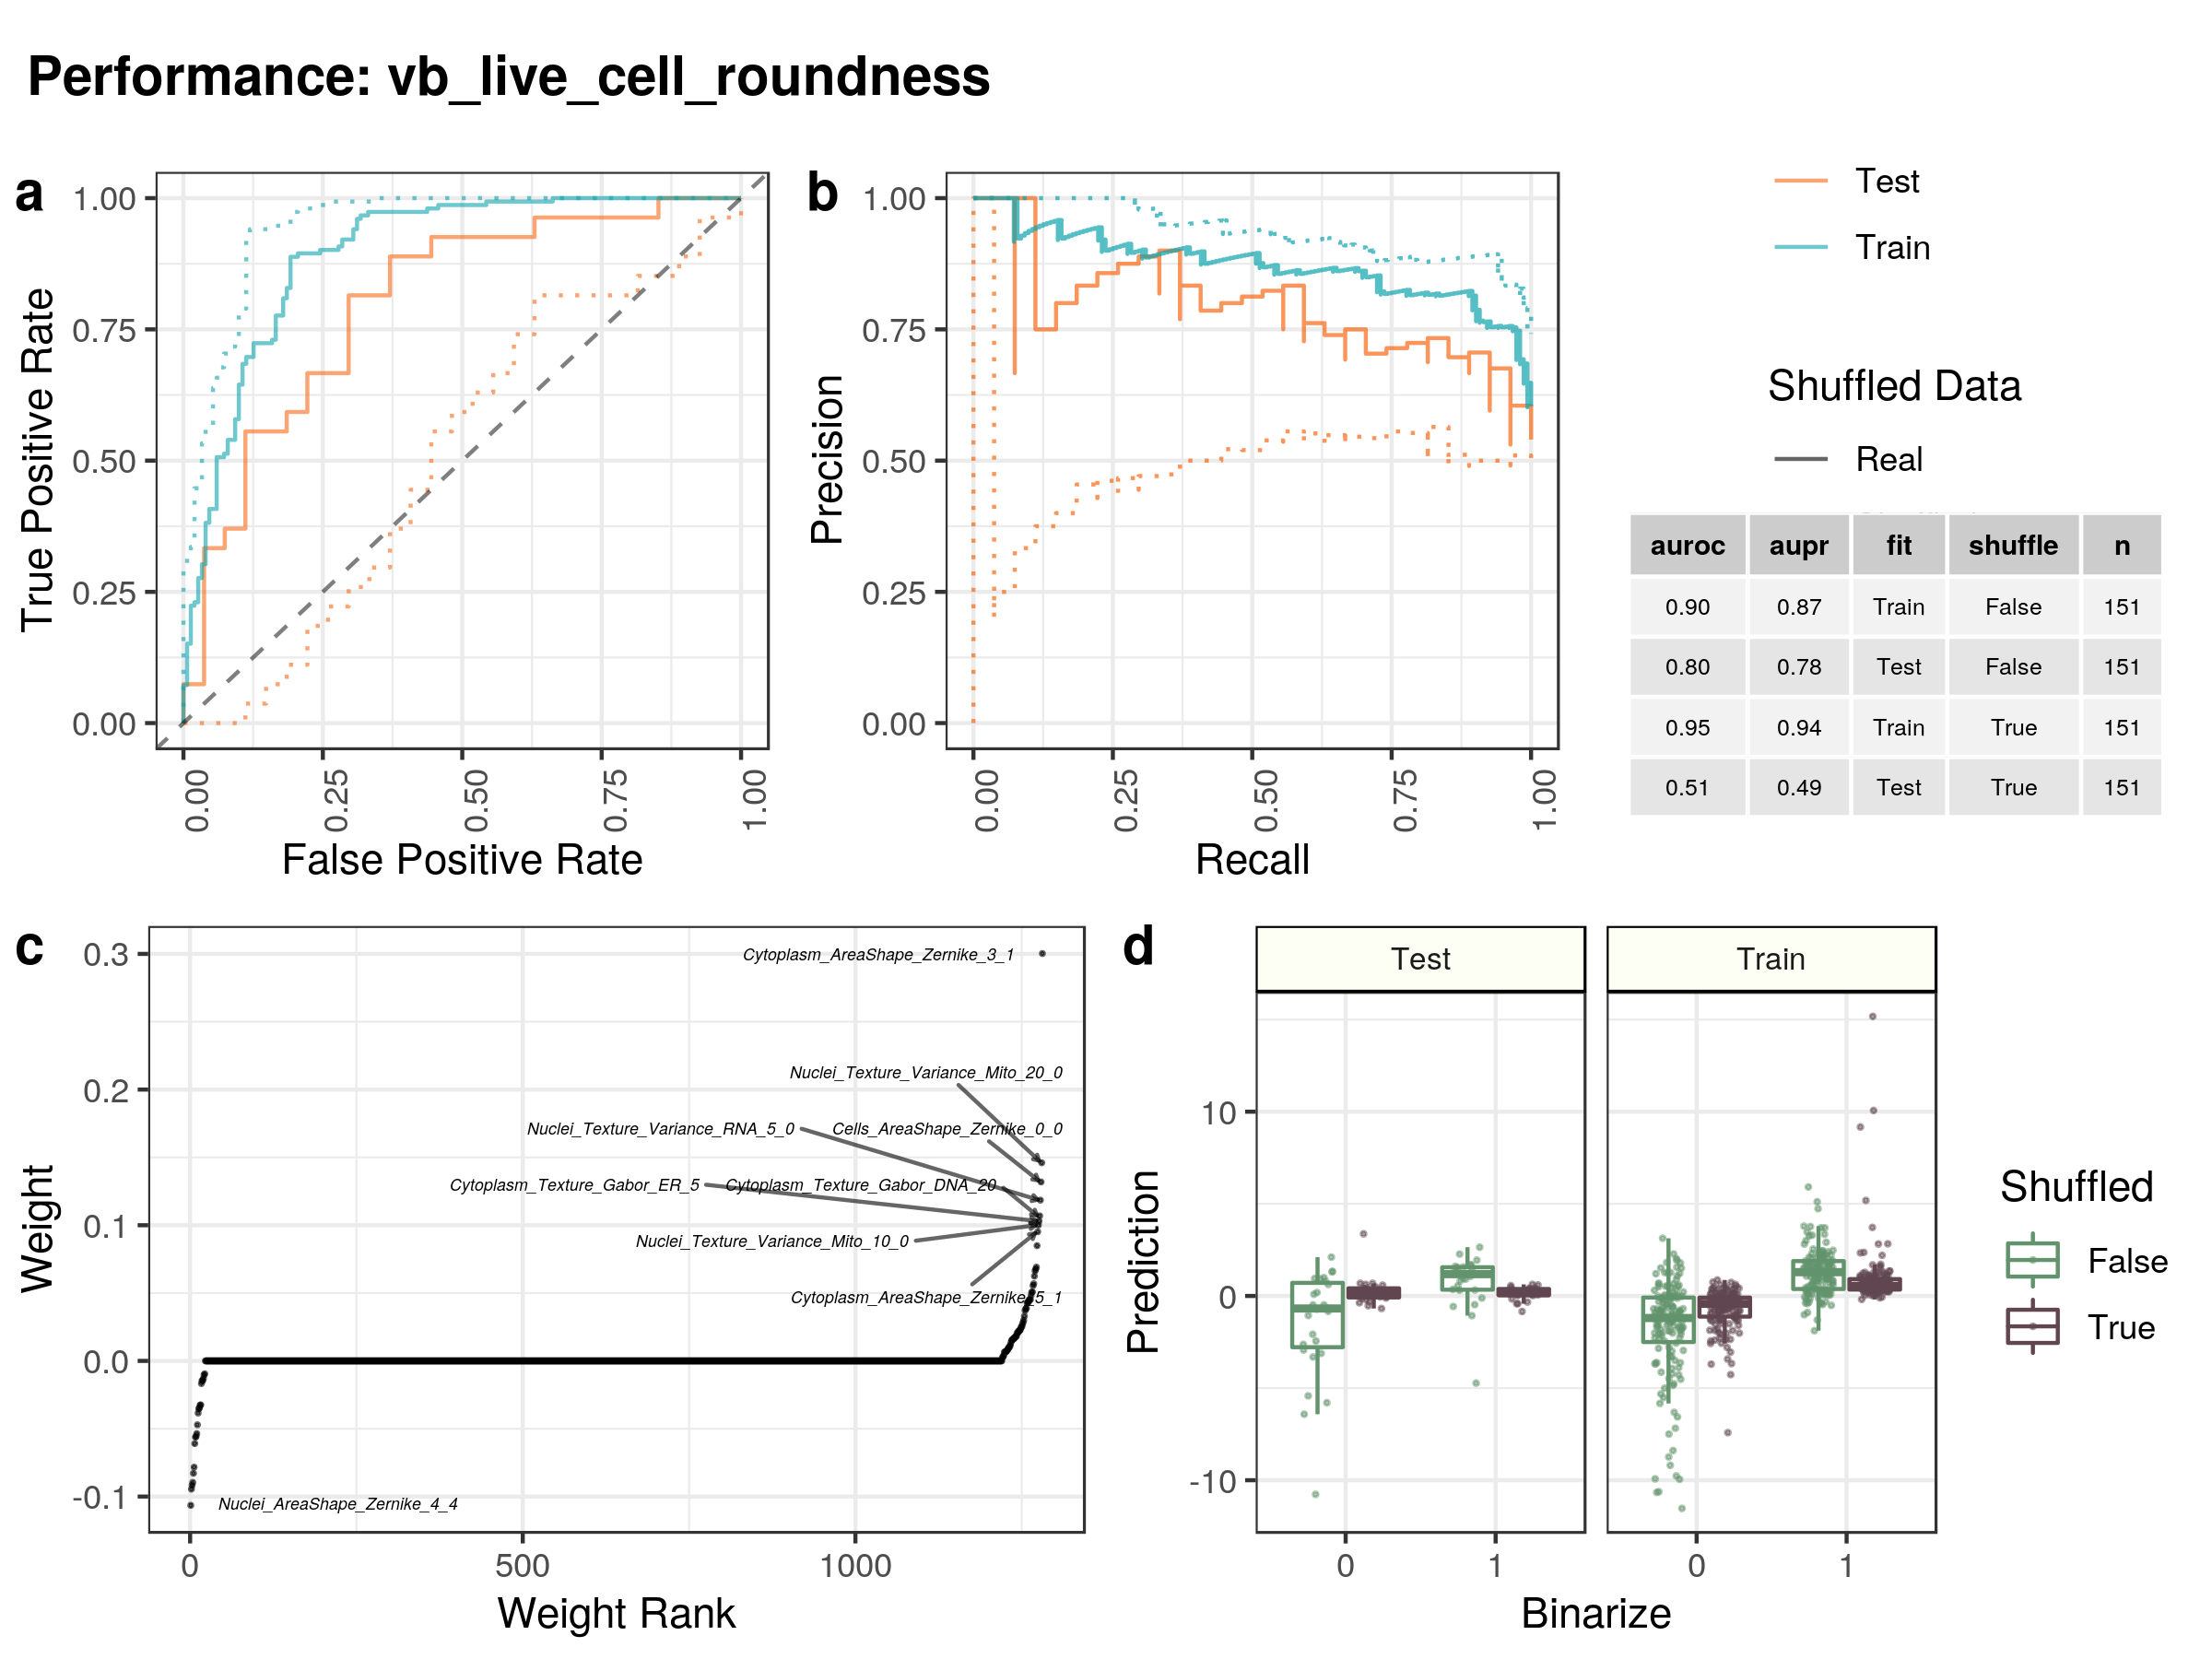 Performance: vb_live_cell_roundness
a
1.00
0.75
0.50
0.25
0.00
True Positive Rate
0.00
0.25
0.50
0.75
1.00
False Positive Rate
b
1.00
0.75
0.50
0.25
0.00
Precision
0.00
0.25
0.50
0.75
1.00
Recall
Test
Train
Shuffled Data
Real
auroc aupr fit shuffle n
0.90 0.87 Train False 151
0.80 0.78 Test False 151
0.95 0.94 Train True 151
0.51 0.49 Test True 151
c
0.3
0.2
0.1
0.0
-0.1
Weight
Cytoplasm_AreaShape_Zernike_3_1
Nuclei_Texture_Variance_Mito_20_0
Nuclei_Texture_Variance_RNA_5_0
Cells_AreaShape_Zernike_0_0
Cytoplasm_Texture_Gabor_ER_5
Cytoplasm_Texture_Gabor_DNA_20
Nuclei_Texture_Variance_Mito_10_0
Cytoplasm_AreaShape_Zernike_5_1
Nuclei_AreaShape_Zernike_4_4
0
500
1000
Weight Rank
d
Test
Train
10
0
-10
Prediction
0
1
0
1
Binarize
Shuffled
False
True